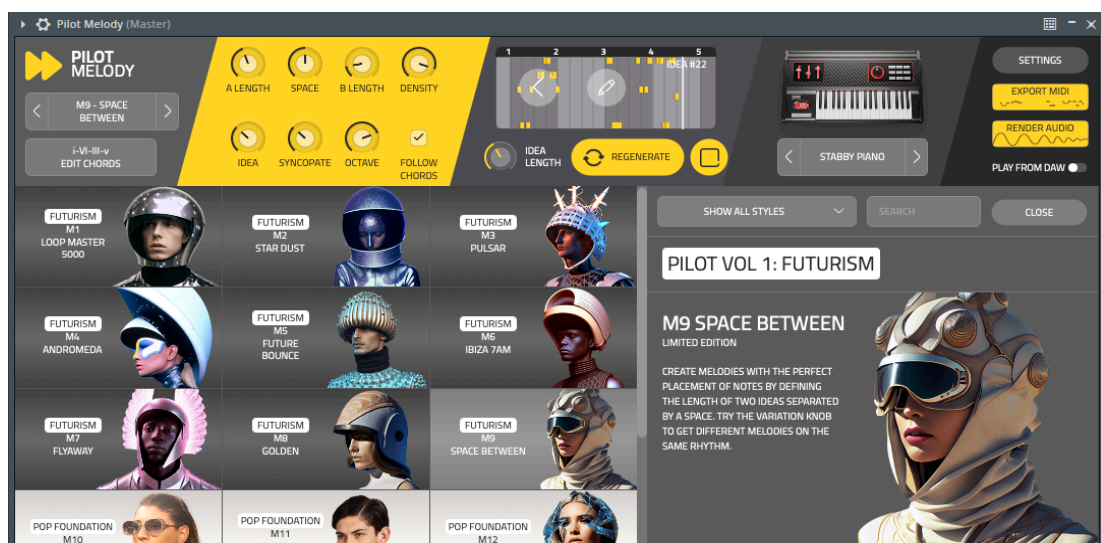 Pilot Melody (Master)
PILOT
MELODY
M9 - SPACE
BETWEEN
i-VI-III-v
EDIT CHORDS
A LENGTH
SPACE
B LENGTH
DENSITY
IDEA
SYNCOPATE
OCTAVE
FOLLOW
CHORDS
1 2 3 4 5
IDEA #22
IDEA
LENGTH
REGENERATE
STABBY PIANO
SETTINGS
EXPORT MIDI
RENDER AUDIO
PLAY FROM DAW
FUTURISM
M1
LOOP MASTER
5000
FUTURISM
M2
STAR DUST
FUTURISM
M3
PULSAR
FUTURISM
M4
ANDROMEDA
FUTURISM
M5
FUTURE
BOUNCE
FUTURISM
M6
IBIZA 7AM
FUTURISM
M7
FLYAWAY
FUTURISM
M8
GOLDEN
FUTURISM
M9
SPACE BETWEEN
POP FOUNDATION
M10
POP FOUNDATION
M11
POP FOUNDATION
M12
SHOW ALL STYLES
SEARCH
CLOSE
PILOT VOL 1: FUTURISM
M9 SPACE BETWEEN
LIMITED EDITION
CREATE MELODIES WITH THE PERFECT
PLACEMENT OF NOTES BY DEFINING
THE LENGTH OF TWO IDEAS SEPARATED
BY A SPACE. TRY THE VARIATION KNOB
TO GET DIFFERENT MELODIES ON THE
SAME RHYTHM.